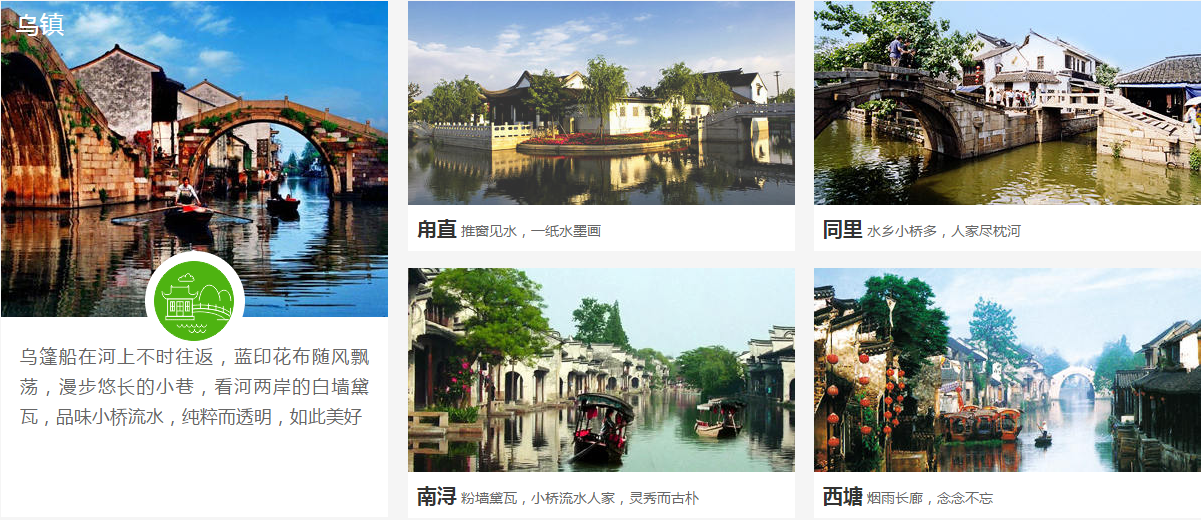 乌镇
乌篷船在河上不时往返，蓝印花布随风飘
荡，漫步悠长的小巷，看河两岸的白墙黛
瓦，品味小桥流水，纯粹而透明，如此美好
甪直 推窗见水，一纸水墨画
同里 水乡小桥多，人家尽枕河
南浔 粉墙黛瓦，小桥流水人家，灵秀而古朴
西塘 烟雨长廊，念念不忘